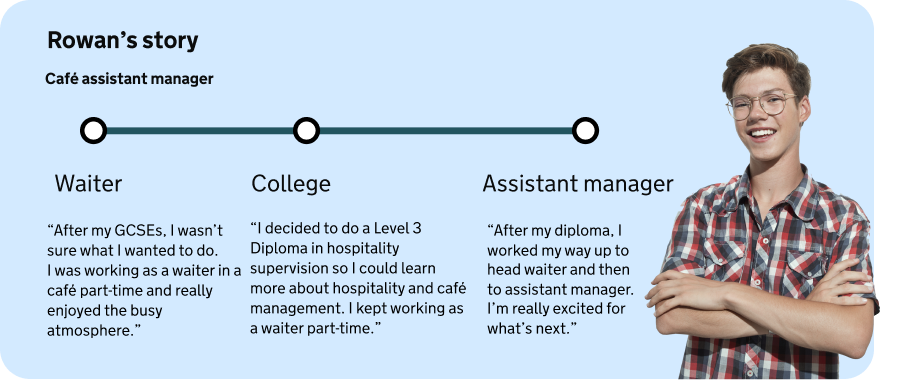 Rowan’s story
Café assistant manager
Waiter
“After my GCSEs, I wasn’t
sure what I wanted to do.
I was working as a waiter in a
café part-time and really
enjoyed the busy
atmosphere.”
College
“I decided to do a Level 3
Diploma in hospitality
supervision so I could learn
more about hospitality and café
management. I kept working as
a waiter part-time.”
Assistant manager
“After my diploma, I
worked my way up to
head waiter and then
to assistant manager.
I’m really excited for
what’s next.”